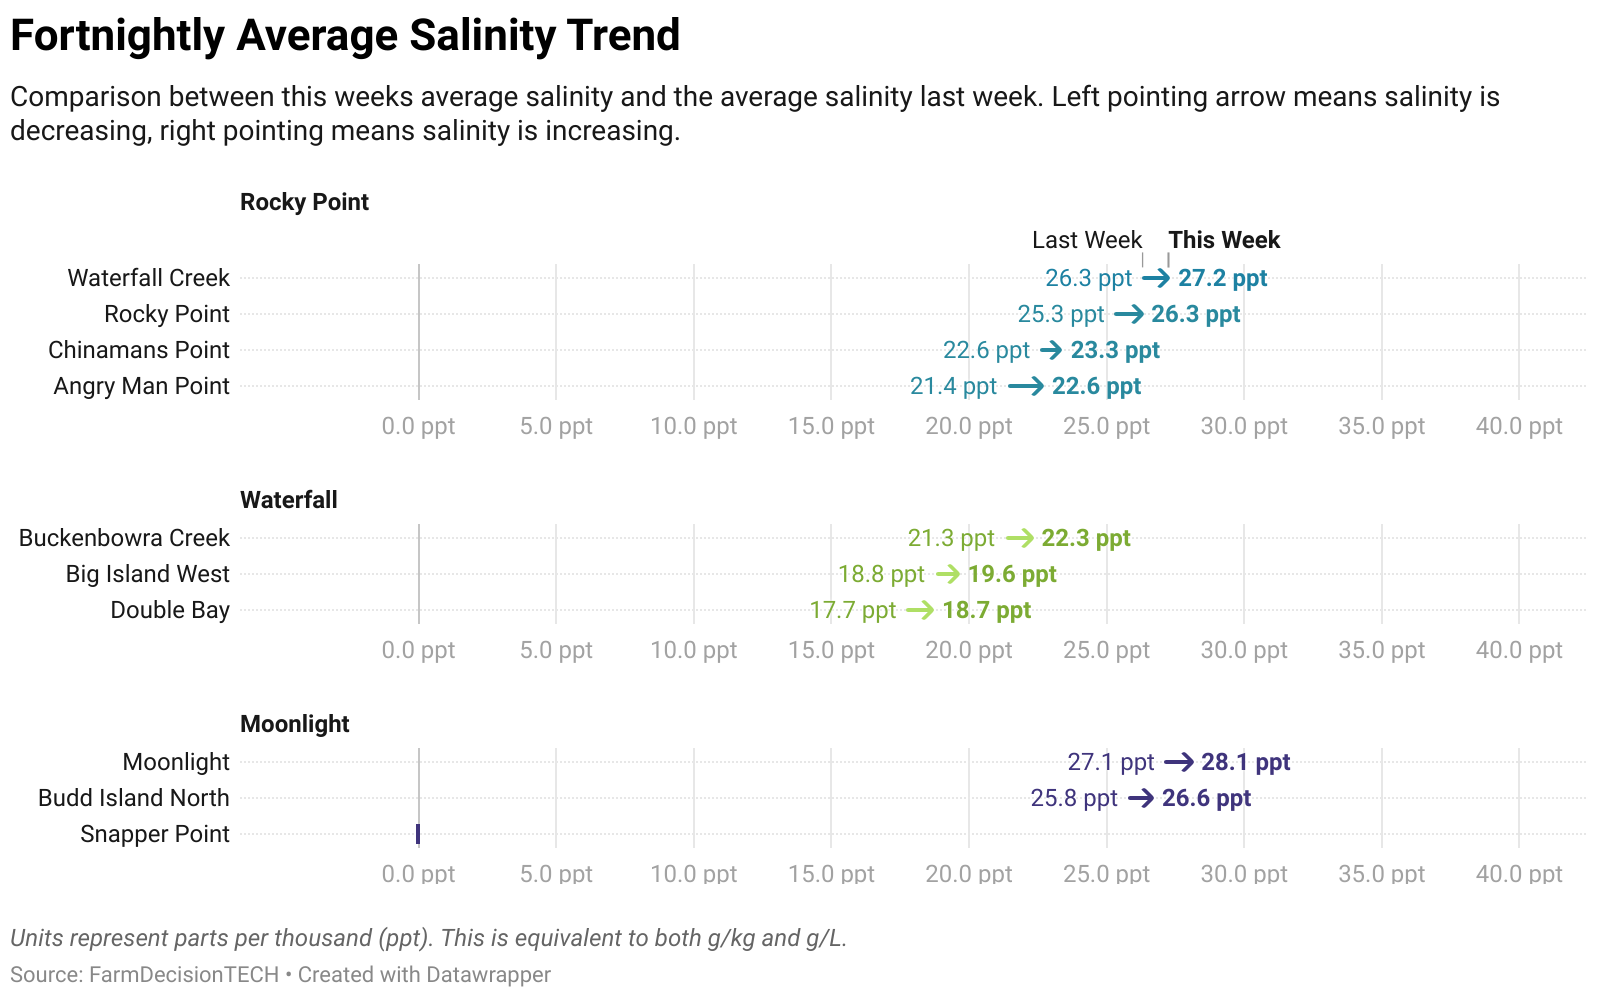 Fortnightly Average Salinity Trend
Comparison between this weeks average salinity and the average salinity last week. Left pointing arrow means salinity is
decreasing, right pointing means salinity is increasing.
Rocky Point
Last Week This Week
Waterfall Creek 26.3 ppt 27.2 ppt
Rocky Point 25.3 ppt 26.3 ppt
Chinamans Point 22.6 ppt 23.3 ppt
Angry Man Point 21.4 ppt 22.6 ppt
0.0 ppt 5.0 ppt 10.0 ppt 15.0 ppt 20.0 ppt 25.0 ppt 30.0 ppt 35.0 ppt 40.0 ppt
Waterfall
Buckenbowra Creek 21.3 ppt 22.3 ppt
Big Island West 18.8 ppt 19.6 ppt
Double Bay 17.7 ppt 18.7 ppt
0.0 ppt 5.0 ppt 10.0 ppt 15.0 ppt 20.0 ppt 25.0 ppt 30.0 ppt 35.0 ppt 40.0 ppt
Moonlight
Moonlight 27.1 ppt 28.1 ppt
Budd Island North 25.8 ppt 26.6 ppt
Snapper Point
0.0 ppt 5.0 ppt 10.0 ppt 15.0 ppt 20.0 ppt 25.0 ppt 30.0 ppt 35.0 ppt 40.0 ppt
Units represent parts per thousand (ppt). This is equivalent to both g/kg and g/L.
Source: FarmDecisionTECH • Created with Datawrapper